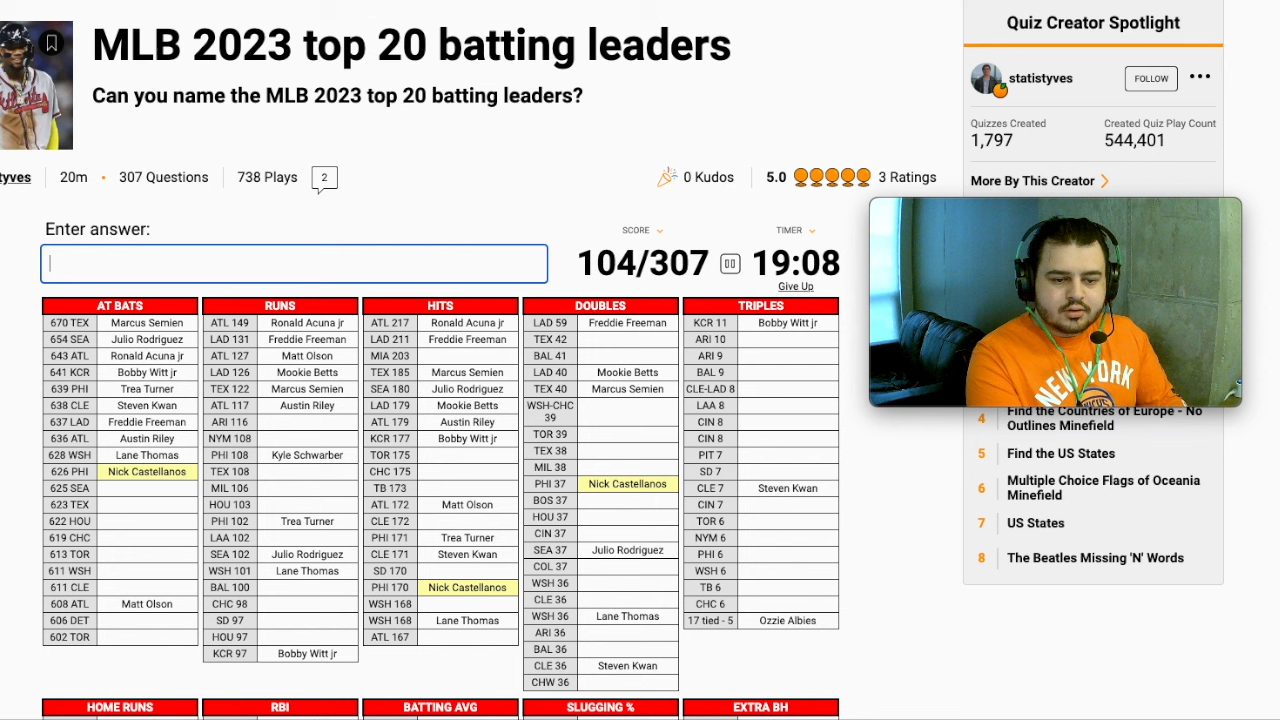 MLB 2023 top 20 batting leaders
Can you name the MLB 2023 top 20 batting leaders?
tyves 20m • 307 Questions 738 Plays 2 0 Kudos 5.0 3 Ratings
Enter answer:
SCORE TIMER
104/307 19:08
Give Up
AT BATS
670 TEX Marcus Semien
654 SEA Julio Rodriguez
643 ATL Ronald Acuna jr
641 KCR Bobby Witt jr
639 PHI Trea Turner
638 CLE Steven Kwan
637 LAD Freddie Freeman
636 ATL Austin Riley
628 WSH Lane Thomas
626 PHI Nick Castellanos
625 SEA
623 TEX
622 HOU
619 CHC
613 TOR
611 WSH
611 CLE
608 ATL Matt Olson
606 DET
602 TOR
RUNS
ATL 149 Ronald Acuna jr
LAD 131 Freddie Freeman
ATL 127 Matt Olson
LAD 126 Mookie Betts
TEX 122 Marcus Semien
ATL 117 Austin Riley
ARI 116
NYM 108
PHI 108 Kyle Schwarber
TEX 108
MIL 106
HOU 103
PHI 102 Trea Turner
LAA 102
SEA 102 Julio Rodriguez
WSH 101 Lane Thomas
BAL 100
CHC 98
SD 97
HOU 97
KCR 97 Bobby Witt jr
HITS
ATL 217 Ronald Acuna jr
LAD 211 Freddie Freeman
MIA 203
TEX 185 Marcus Semien
SEA 180 Julio Rodriguez
LAD 179 Mookie Betts
ATL 179 Austin Riley
KCR 177 Bobby Witt jr
TOR 175
CHC 175
TB 173
ATL 172 Matt Olson
CLE 172
PHI 171 Trea Turner
CLE 171 Steven Kwan
SD 170
PHI 170 Nick Castellanos
WSH 168
WSH 168 Lane Thomas
ATL 167
DOUBLES
LAD 59 Freddie Freeman
TEX 42
BAL 41
LAD 40 Mookie Betts
TEX 40 Marcus Semien
WSH-CHC
39
TOR 39
TEX 38
MIL 38
PHI 37 Nick Castellanos
BOS 37
HOU 37
CIN 37
SEA 37 Julio Rodriguez
COL 37
WSH 36
CLE 36
WSH 36 Lane Thomas
ARI 36
BAL 36
CLE 36 Steven Kwan
CHW 36
TRIPLES
KCR 11 Bobby Witt jr
ARI 10
ARI 9
BAL 9
CLE-LAD 8
LAA 8
CIN 8
CIN 8
PIT 7
SD 7
CLE 7 Steven Kwan
CIN 7
TOR 6
NYM 6
PHI 6
WSH 6
TB 6
CHC 6
17 tied - 5 Ozzie Albies
HOME RUNS RBI BATTING AVG SLUGGING % EXTRA BH
Quiz Creator Spotlight
statistyves FOLLOW
Quizzes Created Created Quiz Play Count
1,797 544,401
More By This Creator
NEW YORK
4 Find the Countries of Europe - No
Outlines Minefield
5 Find the US States
6 Multiple Choice Flags of Oceania
Minefield
7 US States
8 The Beatles Missing 'N' Words